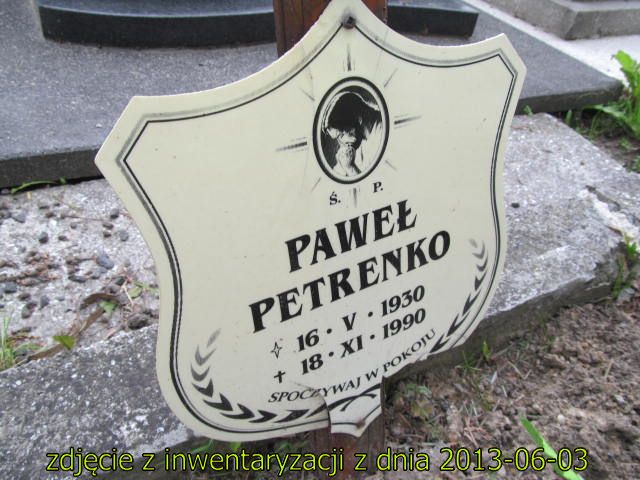 Ś. P.
PAWEŁ
PETRENKO
16 · V · 1930
† 18 · XI · 1990
SPOCZYWAJ W POKOJU
zdjęcie z inwentaryzacji z dnia 2013-06-03